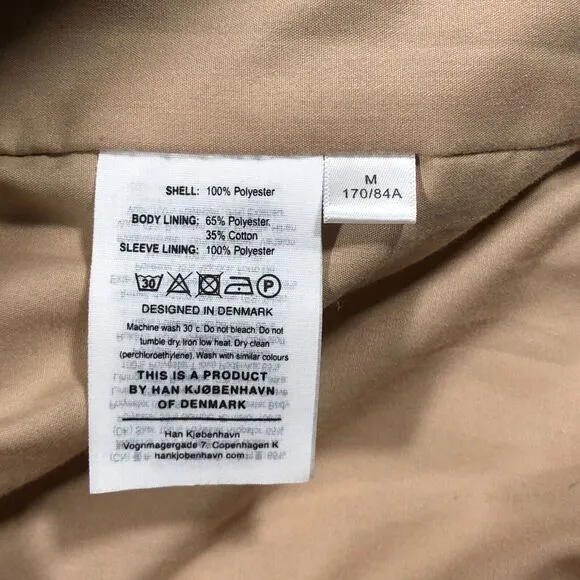 SHELL: 100% Polyester
BODY LINING: 65% Polyester
35% Cotton
SLEEVE LINING: 100% Polyester
30 P
DESIGNED IN DENMARK
Machine wash 30 c. Do not bleach. Do not
tumble dry. Iron low heat. Dry clean
(perchloroethylene). Wash with similar colours
THIS IS A PRODUCT
BY HAN KJØBENHAVN
OF DENMARK
Han Kjøbenhavn
Vognmagergade 7, Copenhagen K
hankjobenhavn.com
M
170/84A